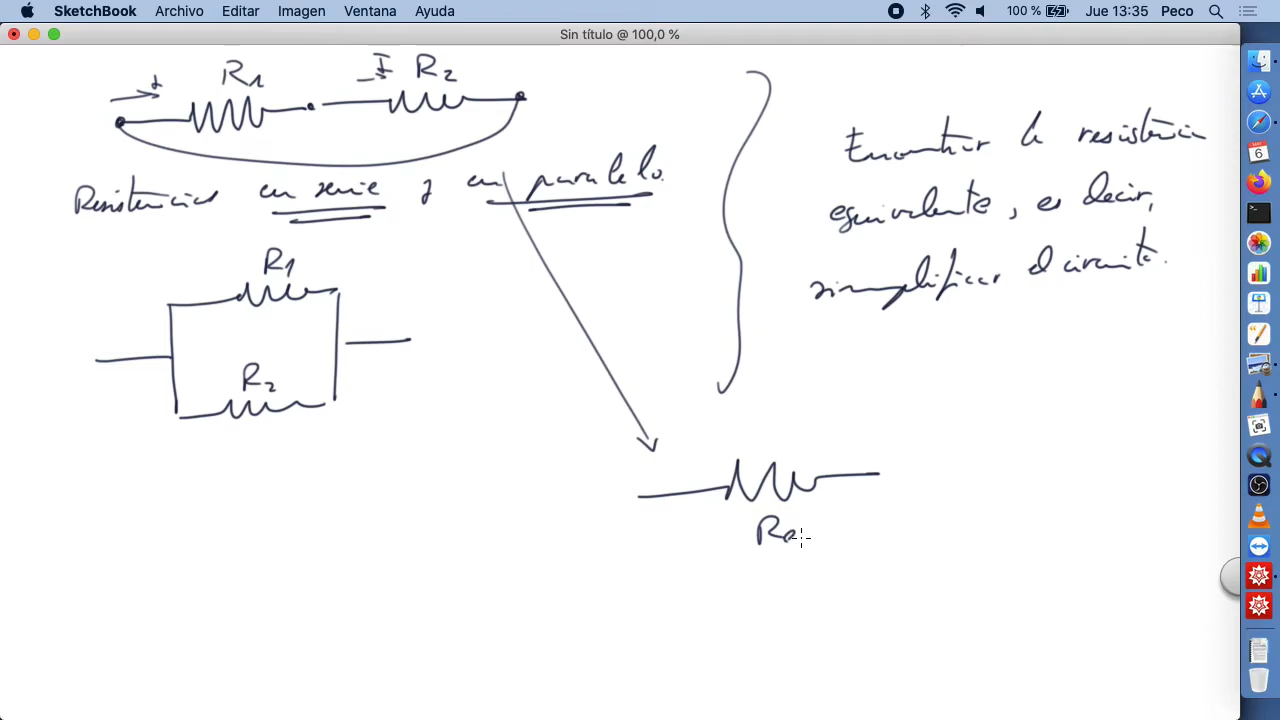 SketchBook Archivo Editar Imagen Ventana Ayuda 100 % Jue 13:35 Peco
Sin título @ 100,0 %
R1 I R2
Resistencias en serie y en paralelo.
Encontrar la resistencia
equivalente, es decir,
simplificar el circuito.
R1
R2
Re
6